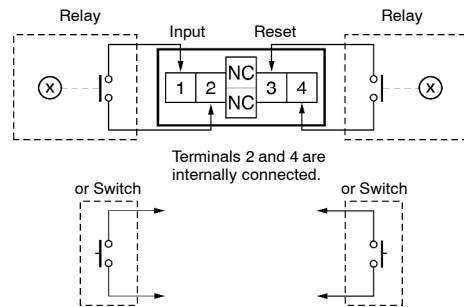 Relay
Relay
Input
Reset
X
1
2
NC
NC
3
4
X
Terminals 2 and 4 are
internally connected.
or Switch
or Switch